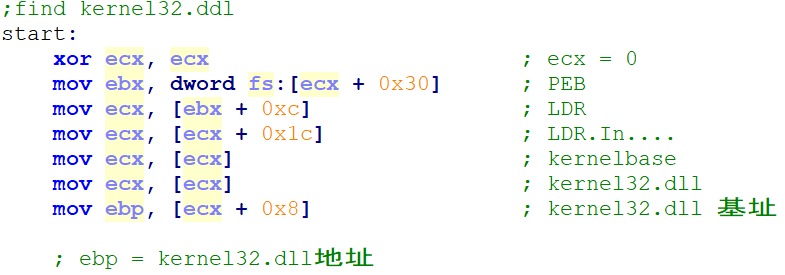 ;find kernel32.ddl
start:
xor ecx, ecx ; ecx = 0
mov ebx, dword fs:[ecx + 0x30] ; PEB
mov ecx, [ebx + 0xc] ; LDR
mov ecx, [ecx + 0x1c] ; LDR.In....
mov ecx, [ecx] ; kernelbase
mov ecx, [ecx] ; kernel32.dll
mov ebp, [ecx + 0x8] ; kernel32.dll 基址
; ebp = kernel32.dll地址